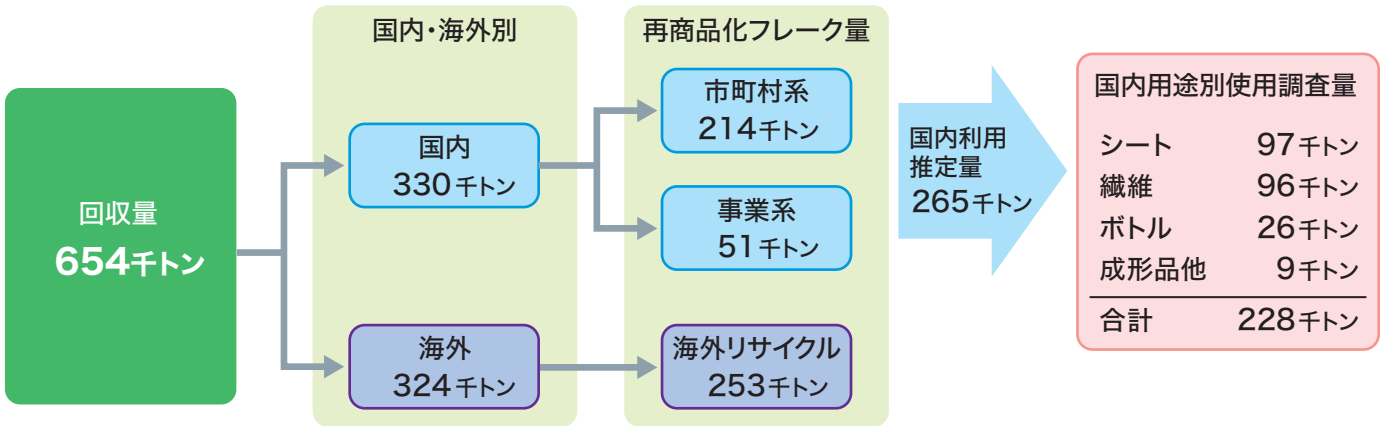 回収量
654千トン
国内・海外別
国内
330千トン
海外
324千トン
再商品化フレーク量
市町村系
214千トン
事業系
51千トン
海外リサイクル
253千トン
国内利用
推定量
265千トン
国内用途別使用調査量
シート 97千トン
繊維 96千トン
ボトル 26千トン
成形品他 9千トン
合計 228千トン